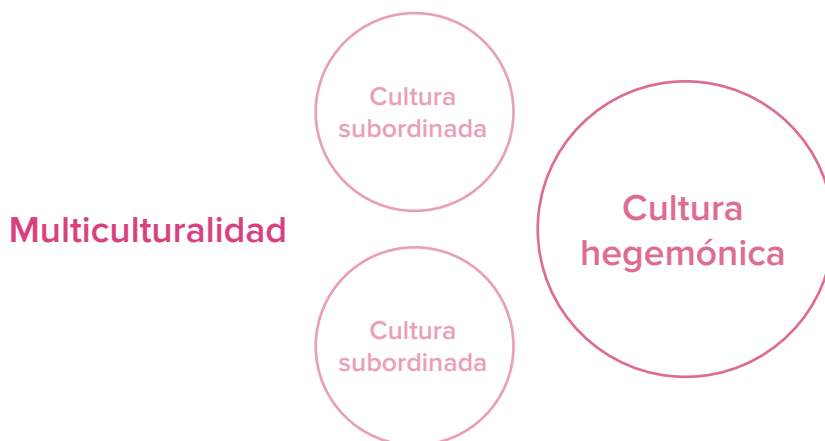 Multiculturalidad
Cultura
subordinada
Cultura
subordinada
Cultura
hegemónica